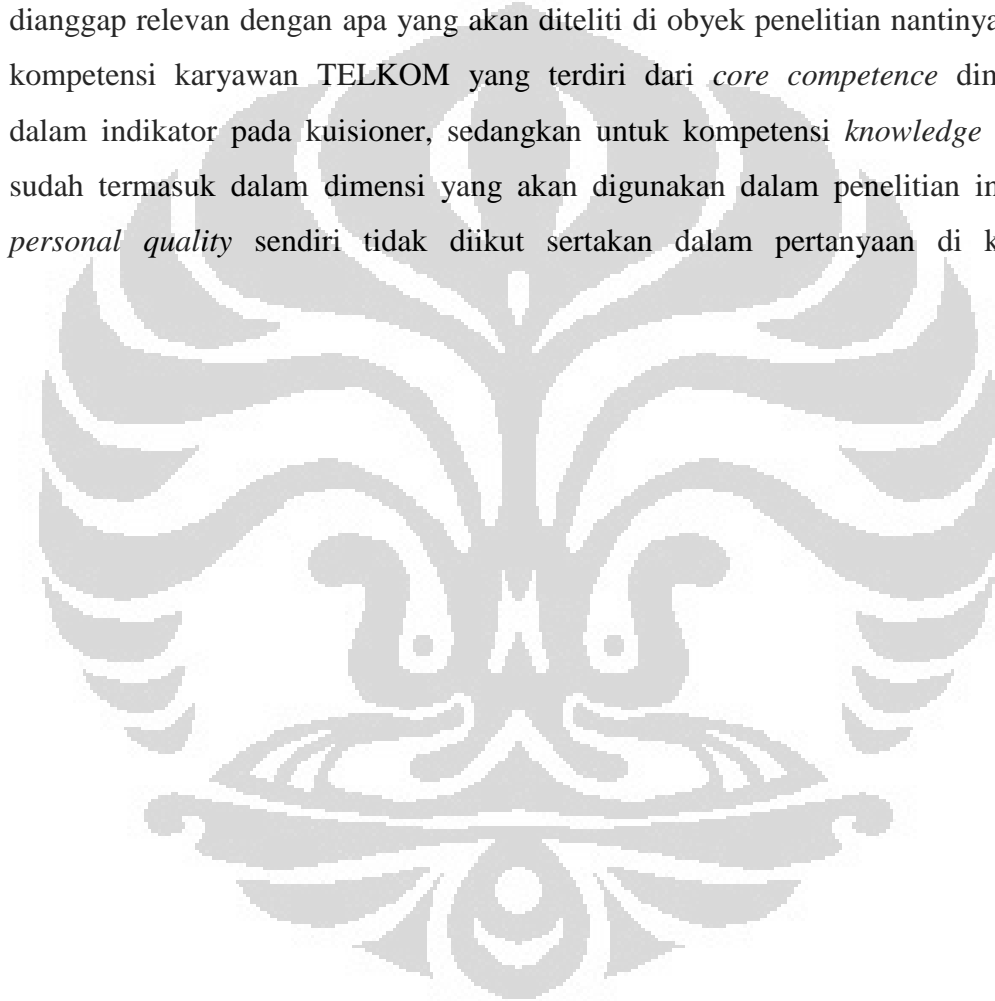 dianggap relevan dengan apa yang akan diteliti di obyek penelitian nantinya
kompetensi karyawan TELKOM yang terdiri dari core competence
dalam indikator pada kuisioner, sedangkan untuk kompetensi knowledge
sudah termasuk dalam dimensi yang akan digunakan dalam penelitian
personal quality sendiri tidak diikut sertakan dalam pertanyaan di